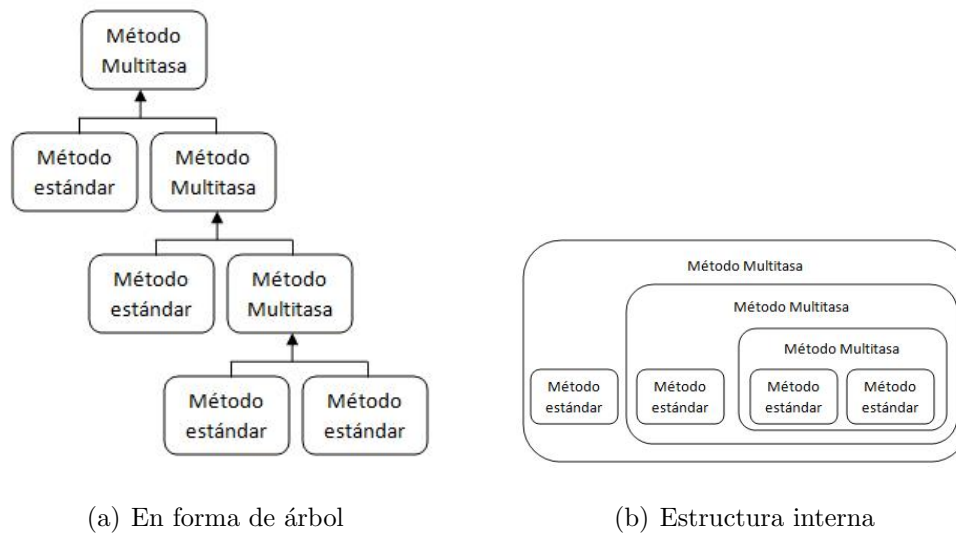 Método
Multitasa
Método
estándar
Método
Multitasa
Método
estándar
Método
Multitasa
Método
estándar
Método
estándar
Método Multitasa
Método Multitasa
Método Multitasa
Método
estándar
Método
estándar
Método
estándar
Método
estándar
(a) En forma de árbol
(b) Estructura interna